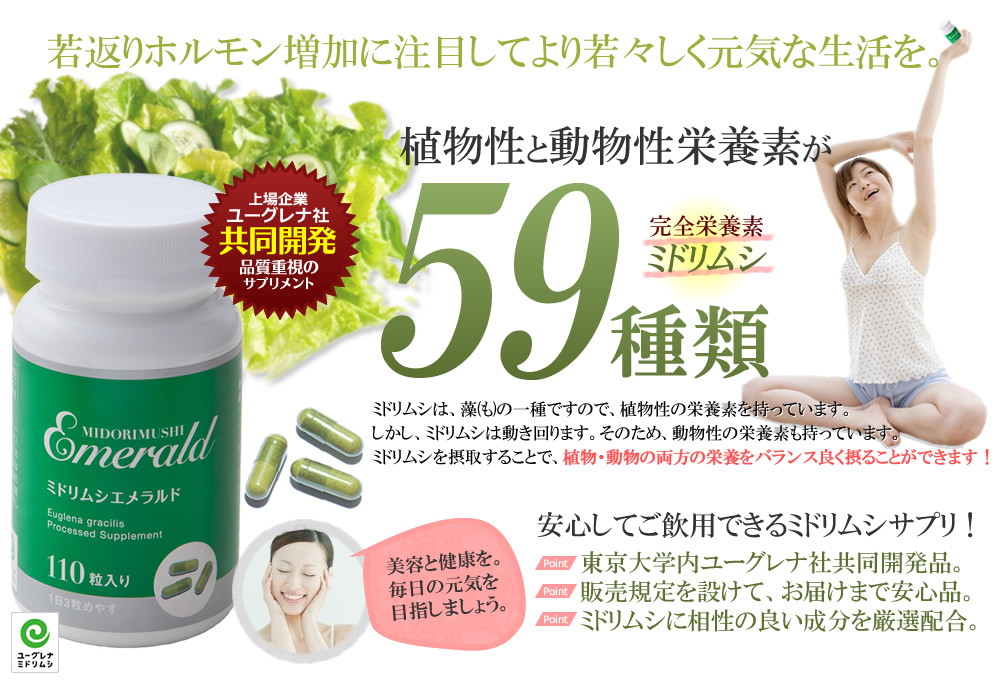 若返りホルモン増加に注目してより若々しく元気な生活を。
植物性と動物性栄養素が
59種類
完全栄養素
ミドリムシ
上場企業
ユーグレナ社
共同開発
品質重視の
サプリメント
ミドリムシは、藻(も)の一種ですので、植物性の栄養素を持っています。
しかし、ミドリムシは動き回ります。そのため、動物性の栄養素も持っています。
ミドリムシを摂取することで、植物・動物の両方の栄養をバランス良く摂ることができます！
MIDORIMUSHI
Emerald
ミドリムシエメラルド
Euglena gracilis
Processed Supplement
110粒入り
1日3粒めやす
ユーグレナ
ミドリムシ
美容と健康を。
毎日の元気を
目指しましょう。
安心してご飲用できるミドリムシサプリ！
Point 東京大学内ユーグレナ社共同開発品。
Point 販売規定を設けて、お届けまで安心品。
Point ミドリムシに相性の良い成分を厳選配合。